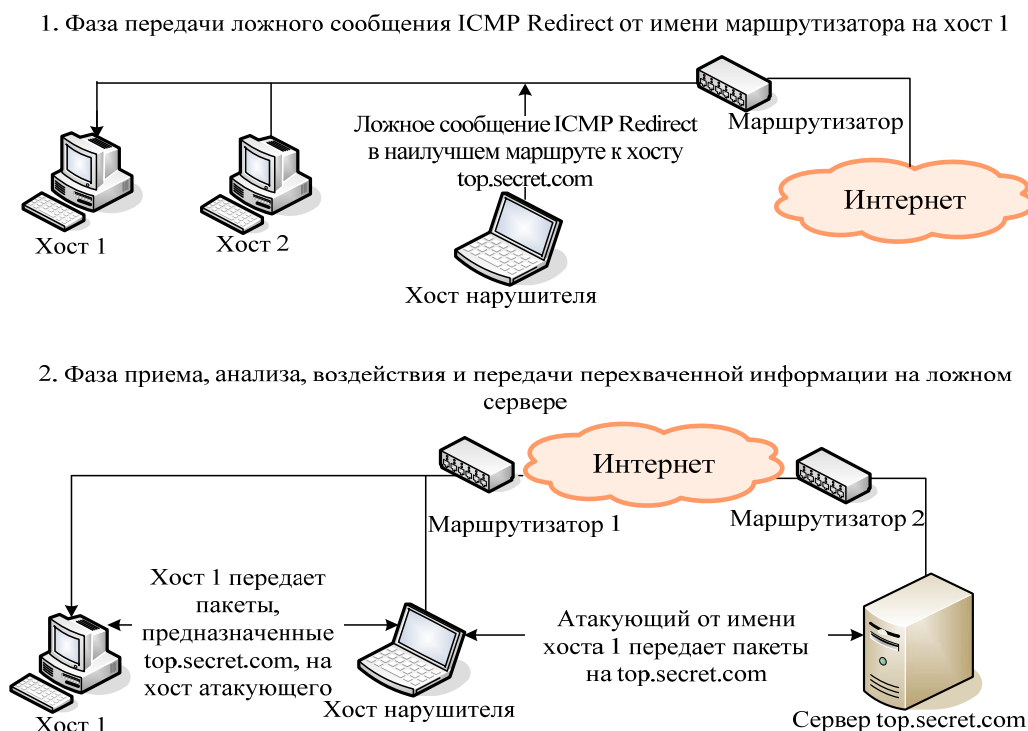 1. Фаза передачи ложного сообщения ICMP Redirect от имени маршрутизатора на хост 1
Ложное сообщение ICMP Redirect
в наилучшем маршруте к хосту
top.secret.com
Маршрутизатор
Интернет
Хост 1
Хост 2
Хост нарушителя
2. Фаза приема, анализа, воздействия и передачи перехваченной информации на ложном
сервере
Интернет
Маршрутизатор 1
Маршрутизатор 2
Хост 1 передает
пакеты,
предназначенные
top.secret.com, на
хост атакующего
Атакующий от имени
хоста 1 передает пакеты
на top.secret.com
Хост 1
Хост нарушителя
Сервер top.secret.com